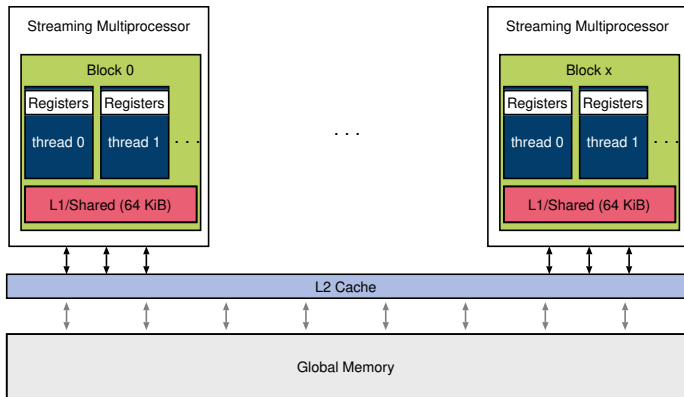 Streaming Multiprocessor
Block 0
Registers Registers
thread 0 thread 1 . . .
L1/Shared (64 KiB)
. . .
Streaming Multiprocessor
Block x
Registers Registers
thread 0 thread 1 . . .
L1/Shared (64 KiB)
L2 Cache
Global Memory